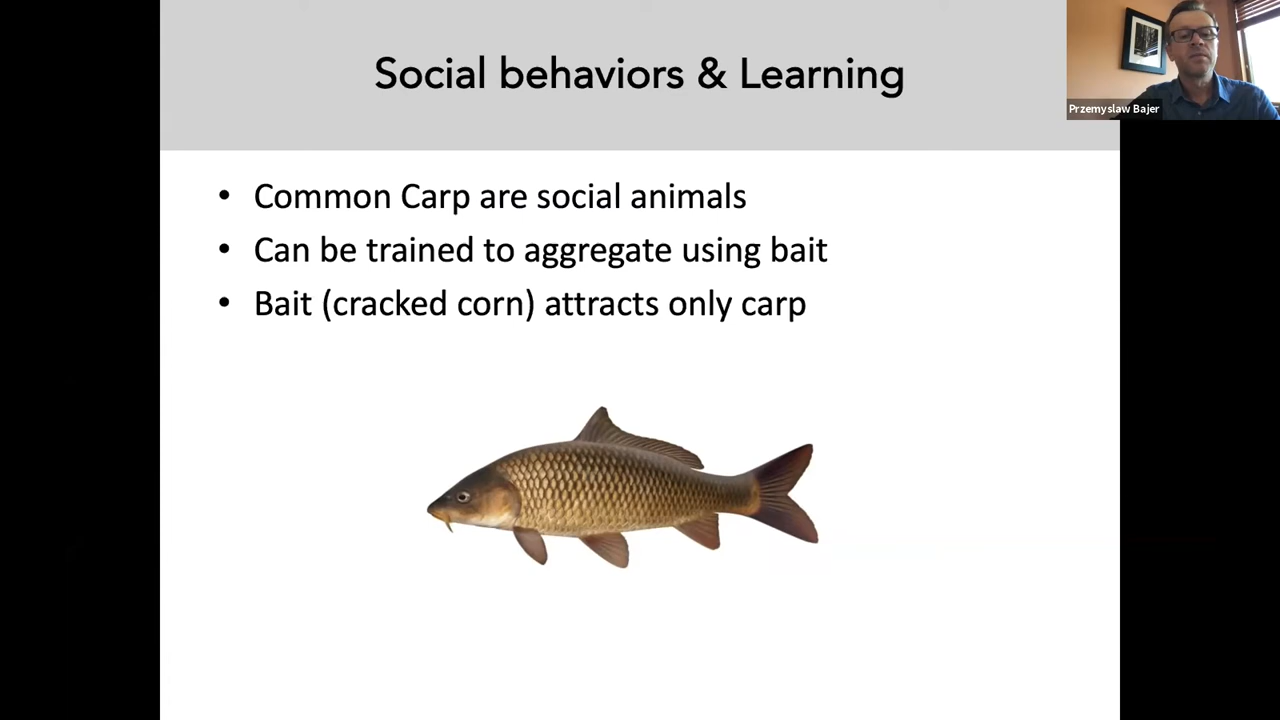 Social behaviors & Learning
Przemyslaw Bajer
• Common Carp are social animals
• Can be trained to aggregate using bait
• Bait (cracked corn) attracts only carp